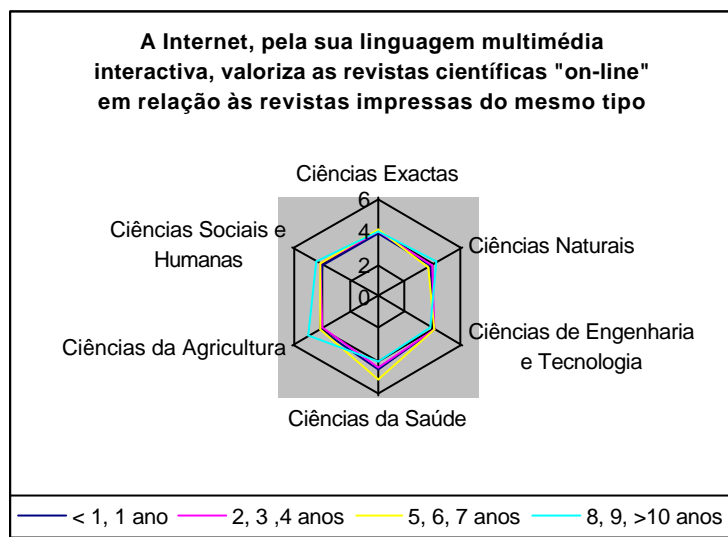 A Internet, pela sua linguagem multimédia
interactiva, valoriza as revistas científicas "on-line"
em relação às revistas impressas do mesmo tipo
Ciências Exactas
6
4
2
0
Ciências Sociais e
Humanas
Ciências Naturais
Ciências da Agricultura
Ciências de Engenharia
e Tecnologia
Ciências da Saúde
< 1, 1 ano
2, 3 ,4 anos
5, 6, 7 anos
8, 9, >10 anos